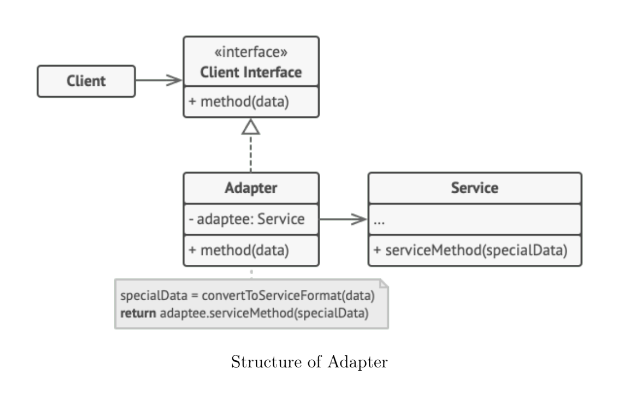 «interface»
Client Interface
Client
+ method(data)
Adapter
- adaptee: Service
+ method(data)
Service
...
+ serviceMethod(specialData)
specialData = convertToServiceFormat(data)
return adaptee.serviceMethod(specialData)
Structure of Adapter